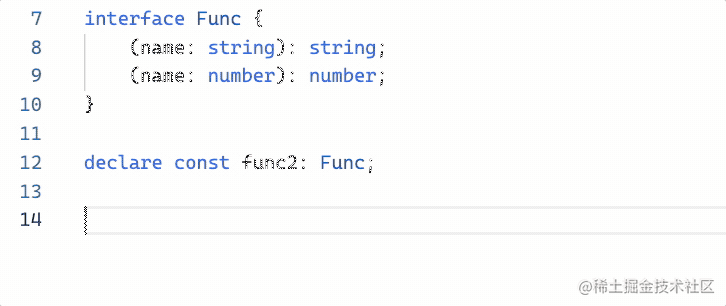 7 interface Func {
8 (name: string): string;
9 (name: number): number;
10 }
11
12 declare const func2: Func;
13
14
@稀土掘金技术社区